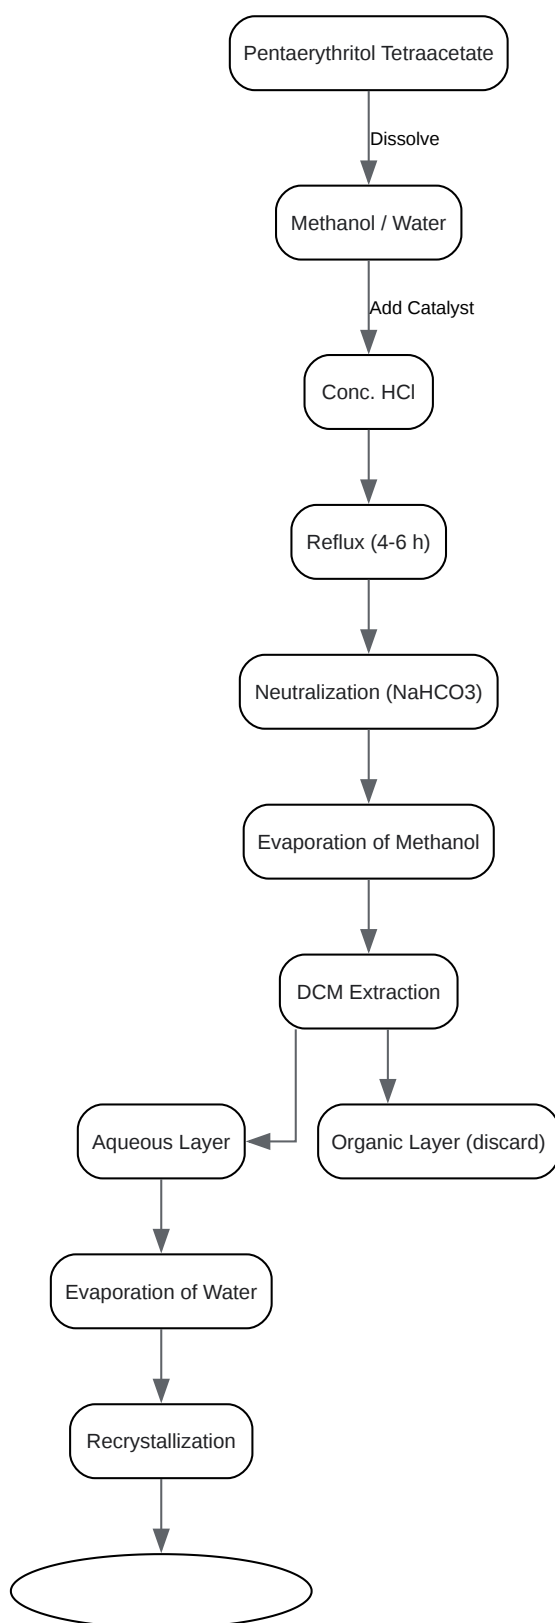 Pentaerythritol Tetraacetate
Dissolve
Methanol / Water
Add Catalyst
Conc. HCl
Reflux (4-6 h)
Neutralization (NaHCO3)
Evaporation of Methanol
DCM Extraction
Aqueous Layer
Organic Layer (discard)
Evaporation of Water
Recrystallization